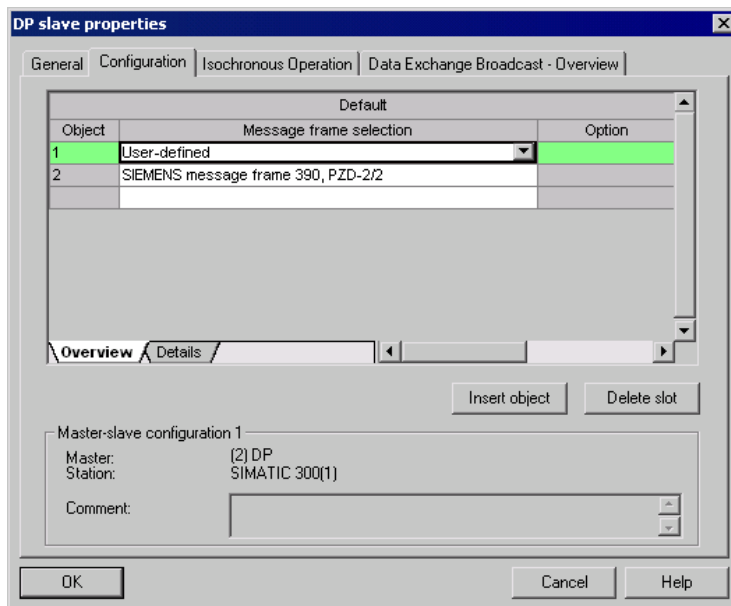 DP slave properties
General Configuration Isochronous Operation Data Exchange Broadcast - Overview
Default
Object Message frame selection Option
1 User-defined
2 SIEMENS message frame 390, PZD-2/2
Overview Details
Insert object Delete slot
Master-slave configuration 1
Master: (2) DP
Station: SIMATIC 300(1)
Comment:
OK Cancel Help